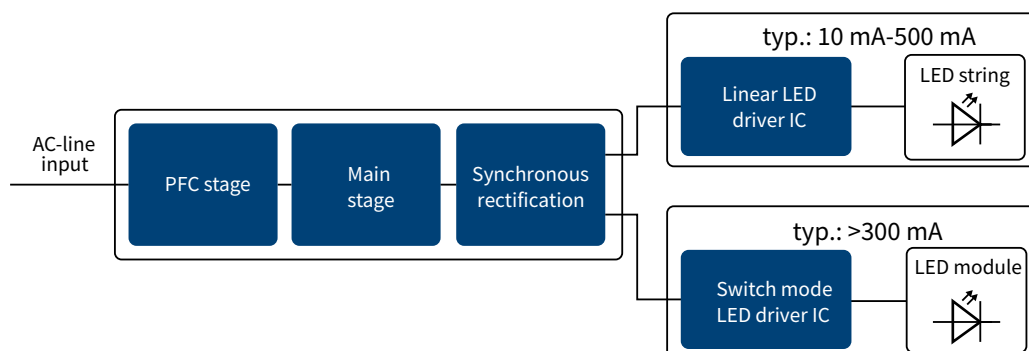 AC-line
input
PFC stage
Main
stage
Synchronous
rectification
typ.: 10 mA-500 mA
Linear LED
driver IC
LED string
typ.: >300 mA
Switch mode
LED driver IC
LED module